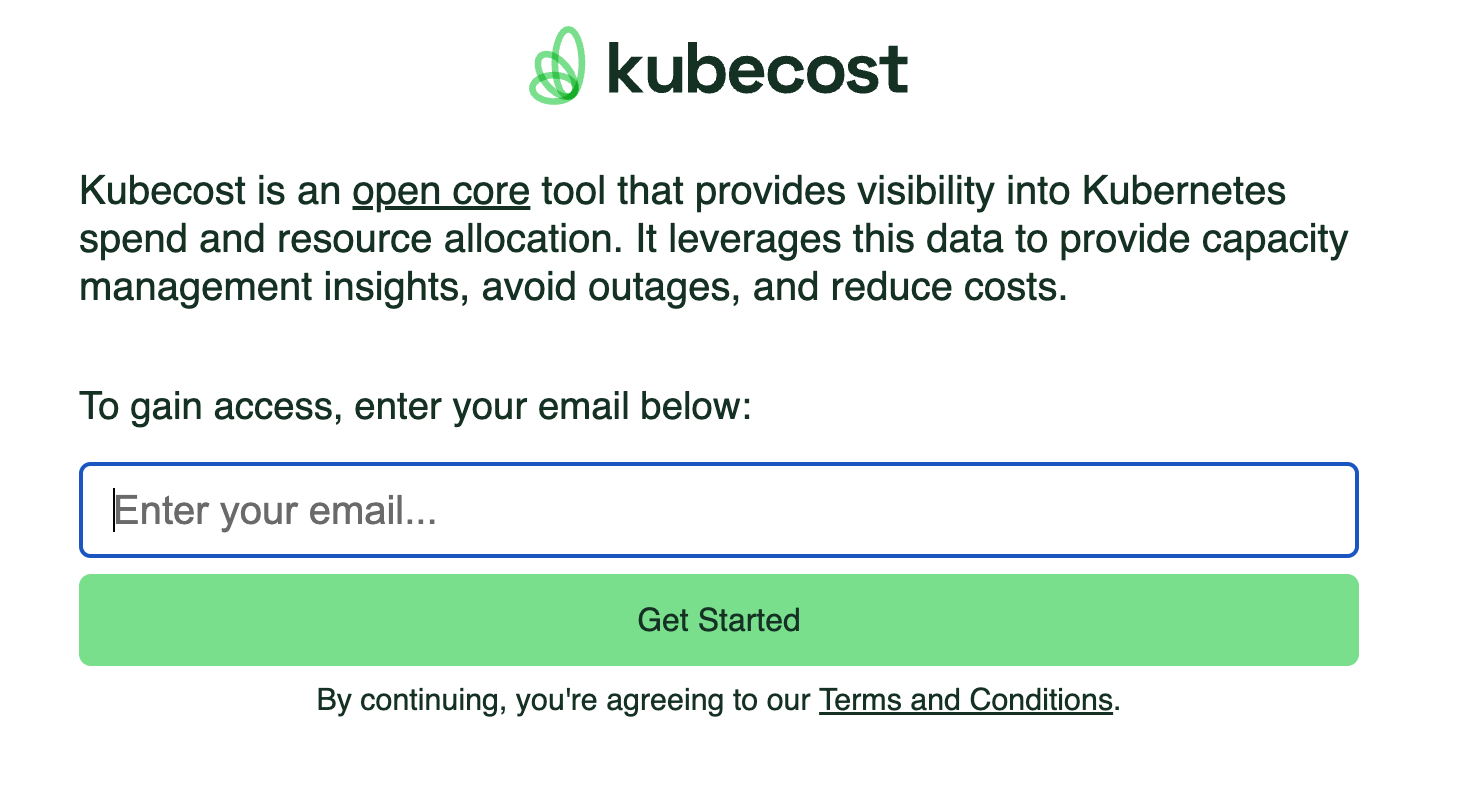 kubecost
Kubecost is an open core tool that provides visibility into Kubernetes
spend and resource allocation. It leverages this data to provide capacity
management insights, avoid outages, and reduce costs.
To gain access, enter your email below:
Enter your email...
Get Started
By continuing, you're agreeing to our Terms and Conditions.